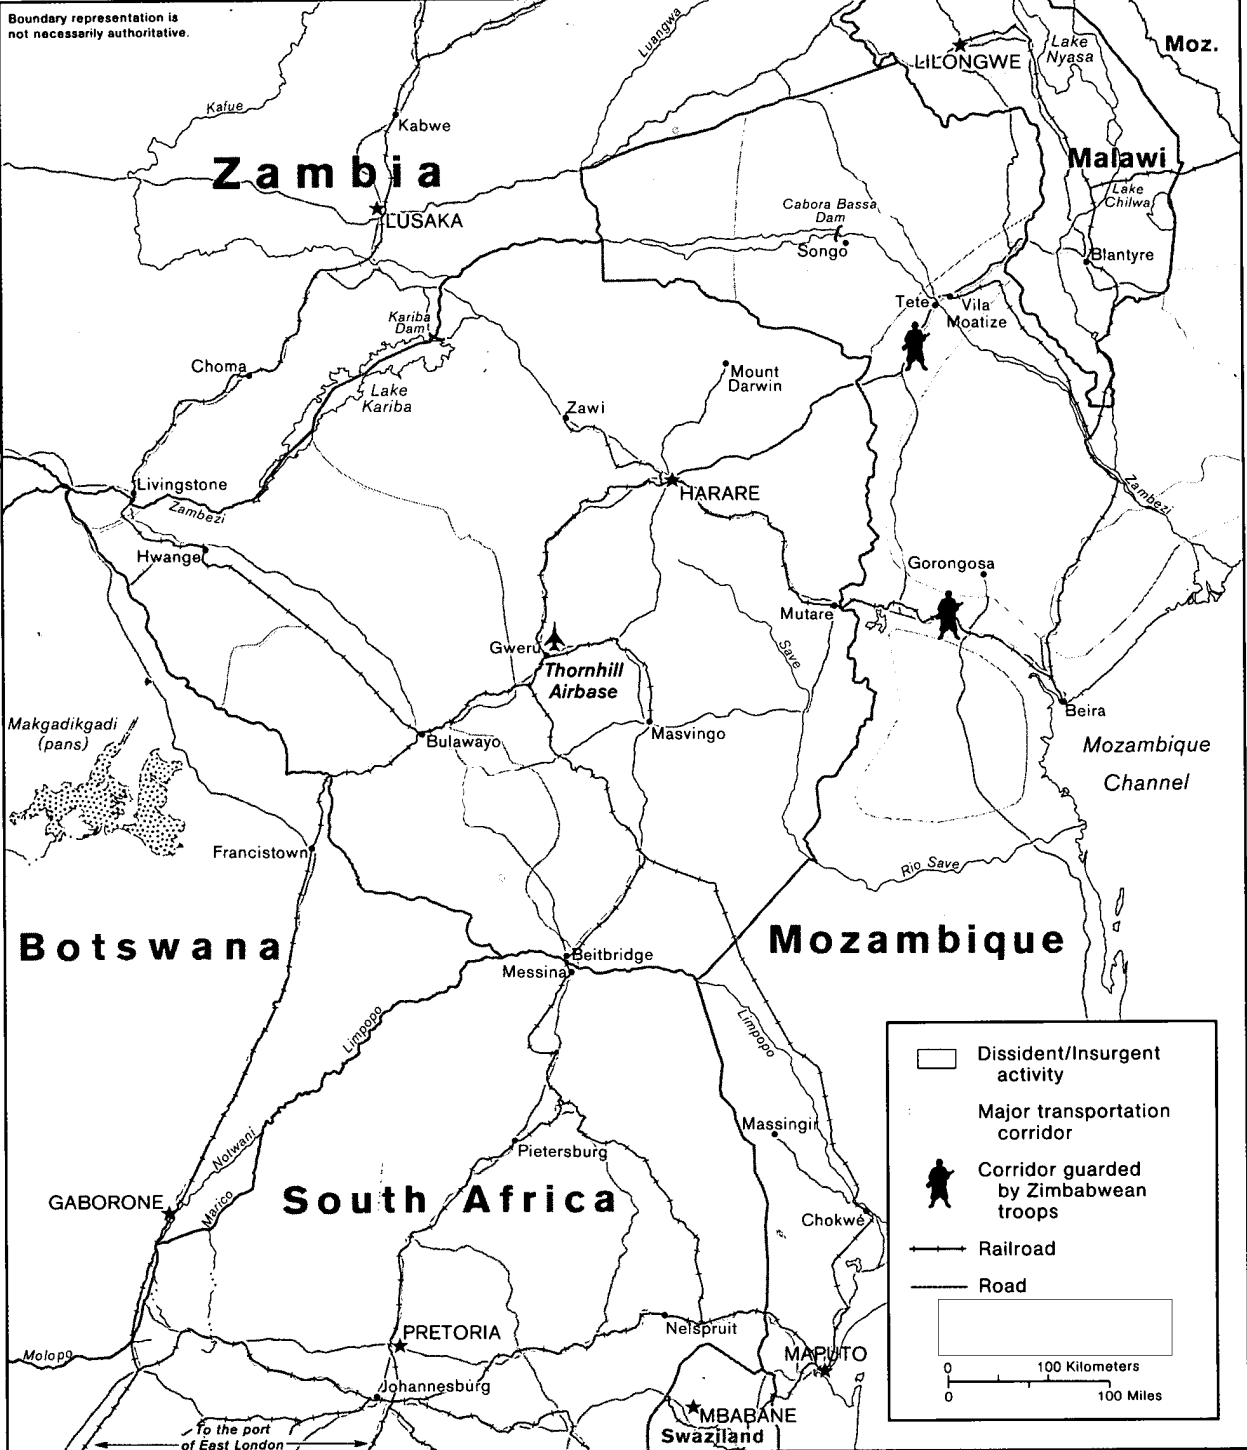 Boundary representation is
not necessarily authoritative.
Luangwa
LILONGWE
Lake
Nyasa
Moz.
Kafue
Kabwe
Zambia
Malawi
LUSAKA
Cabora Bassa
Dam
Songo
Lake
Chilwa
Blantyre
Tete
Vila
Moatize
Kariba
Dam
Choma
Lake
Kariba
Mount
Darwin
Zawi
Livingstone
Zambezi
HARARE
Zambezi
Hwange
Gorongosa
Mutare
Save
Gweru
Thornhill
Airbase
Makgadikgadi
(pans)
Bulawayo
Masvingo
Beira
Mozambique
Channel
Francistown
Rio Save
Botswana
Mozambique
Beitbridge
Messina
Limpopo
Limpopo
Massingir
Notwani
Pietersburg
GABORONE
Marico
South Africa
Chokwé
PRETORIA
Nelspruit
Molopo
MAPUTO
Johannesburg
MBABANE
Swaziland
To the port
of East London
Dissident/Insurgent
activity
Major transportation
corridor
Corridor guarded
by Zimbabwean
troops
Railroad
Road
0 100 Kilometers
0 100 Miles